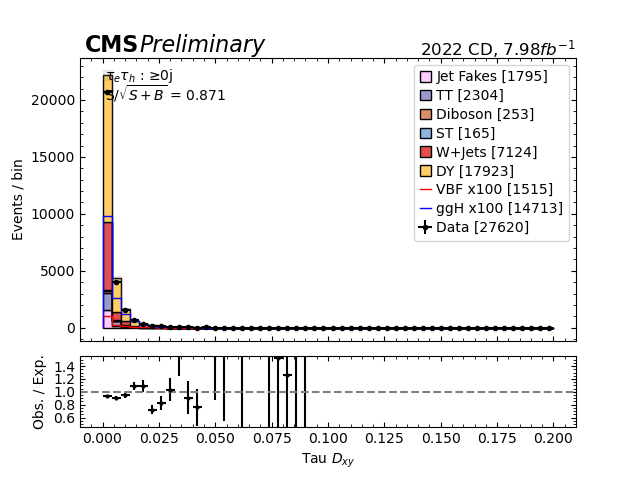 CMS Preliminary
2022 CD, 7.98fb⁻¹
τₑτₕ : ≥0j
S/√S + B = 0.871
Jet Fakes [1795]
TT [2304]
Diboson [253]
ST [165]
W+Jets [7124]
DY [17923]
VBF x100 [1515]
ggH x100 [14713]
Data [27620]
Events / bin
20000
15000
10000
5000
0
Obs. / Exp.
1.4
1.2
1.0
0.8
0.6
0.000 0.025 0.050 0.075 0.100 0.125 0.150 0.175 0.200
Tau Dxy